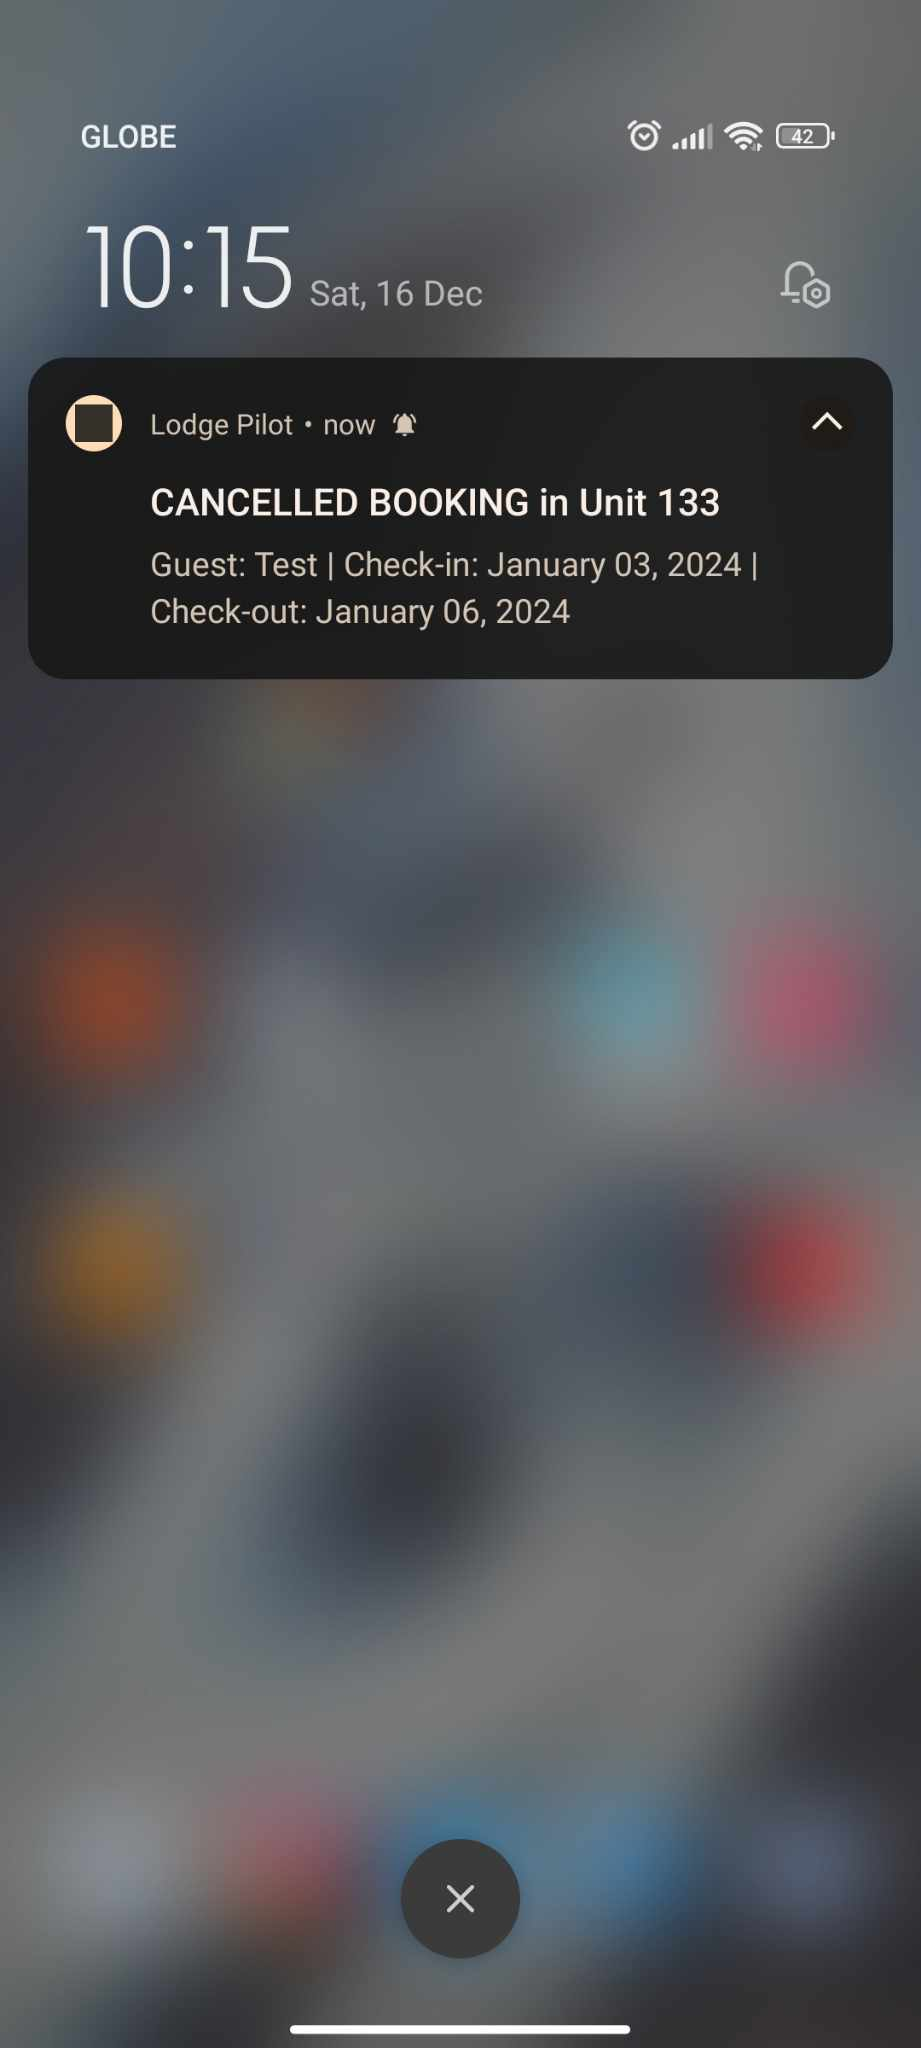 GLOBE
42
10:15 Sat, 16 Dec
Lodge Pilot • now
CANCELLED BOOKING in Unit 133
Guest: Test | Check-in: January 03, 2024 |
Check-out: January 06, 2024